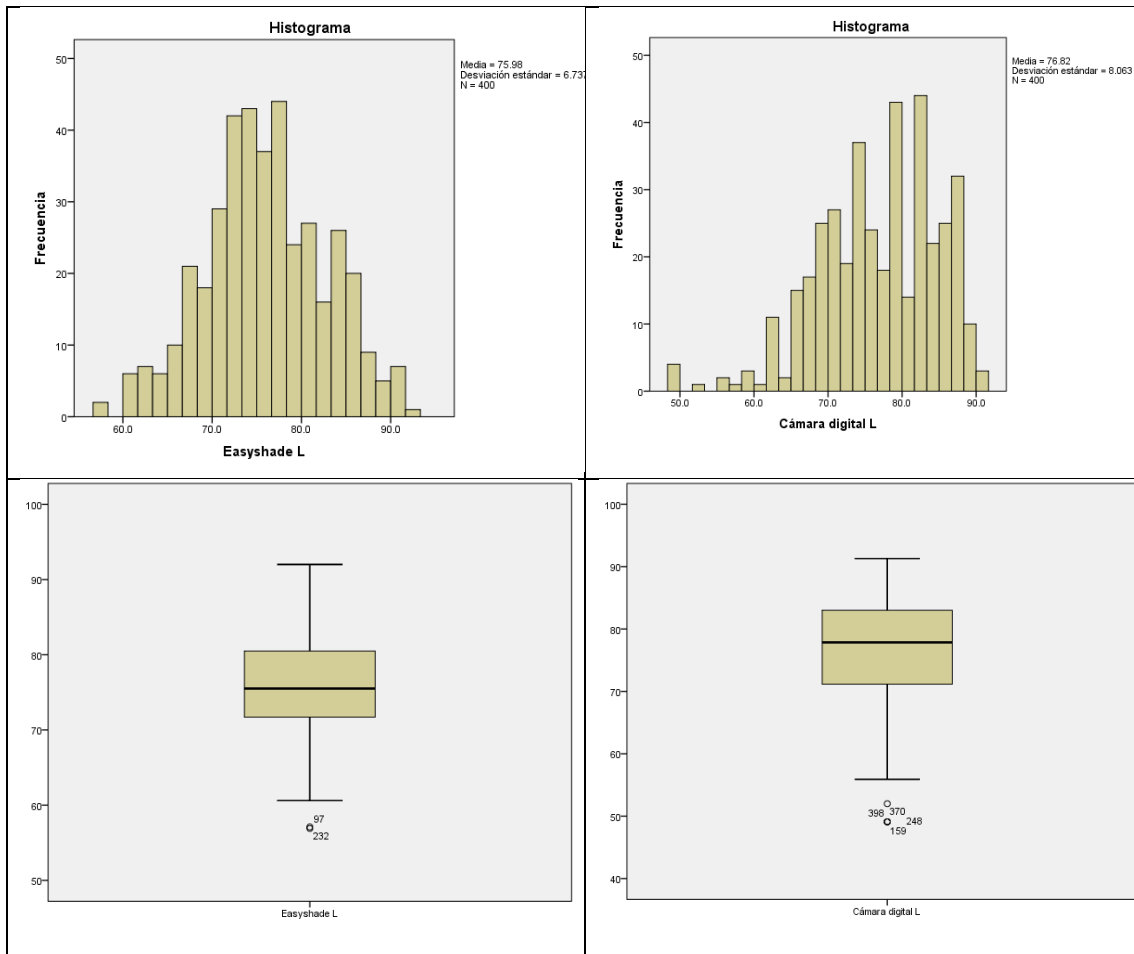 Histograma
50
40
30
20
10
0
Frecuencia
60.0 70.0 80.0 90.0
Easyshade L
Media = 75.98
Desviación estándar = 6.737
N = 400
Histograma
50
40
30
20
10
0
Frecuencia
50.0 60.0 70.0 80.0 90.0
Cámara digital L
Media = 76.82
Desviación estándar = 8.063
N = 400
100
90
80
70
60
50
97
232
Easyshade L
100
90
80
70
60
50
40
398 370
248
159
Cámara digital L